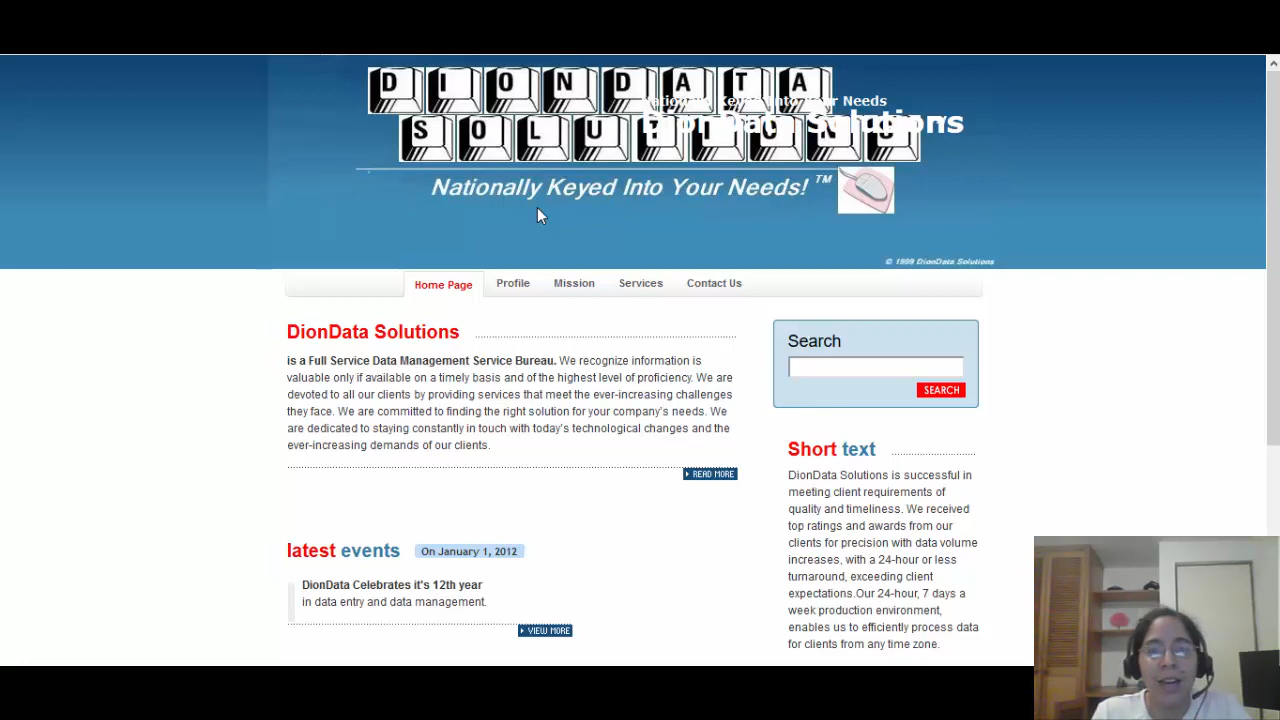 DIONDATA
Nationally Keyed Into Your Needs
DionData Solutions
SOLUTIONS
Nationally Keyed Into Your Needs! ™
© 1999 DionData Solutions
Home Page Profile Mission Services Contact Us
DionData Solutions
is a Full Service Data Management Service Bureau. We recognize information is
valuable only if available on a timely basis and of the highest level of proficiency. We are
devoted to all our clients by providing services that meet the ever-increasing challenges
they face. We are committed to finding the right solution for your company's needs. We
are dedicated to staying constantly in touch with today's technological changes and the
ever-increasing demands of our clients.
READ MORE
latest events On January 1, 2012
DionData Celebrates it's 12th year
in data entry and data management.
VIEW MORE
Search
SEARCH
Short text
DionData Solutions is successful in
meeting client requirements of
quality and timeliness. We received
top ratings and awards from our
clients for precision with data volume
increases, with a 24-hour or less
turnaround, exceeding client
expectations.Our 24-hour, 7 days a
week production environment,
enables us to efficiently process data
for clients from any time zone.